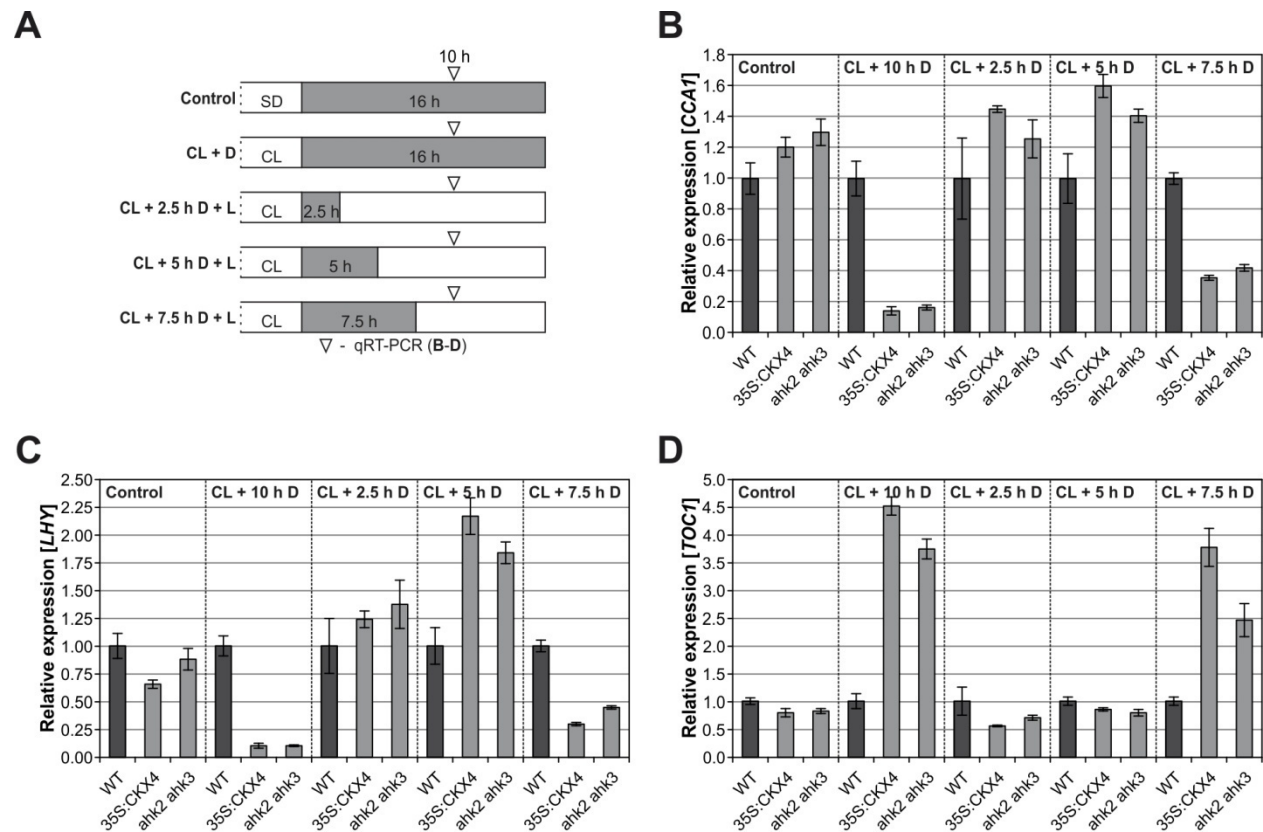 A
10 h
Control SD 16 h
CL + D CL 16 h
CL + 2.5 h D + L CL 2.5 h
CL + 5 h D + L CL 5 h
CL + 7.5 h D + L CL 7.5 h
▽ - qRT-PCR (B-D)
B
Relative expression [CCA1]
1.8
1.6
1.4
1.2
1.0
0.8
0.6
0.4
0.2
0.0
Control CL + 10 h D CL + 2.5 h D CL + 5 h D CL + 7.5 h D
WT 35S:CKX4 ahk2 ahk3 WT 35S:CKX4 ahk2 ahk3 WT 35S:CKX4 ahk2 ahk3 WT 35S:CKX4 ahk2 ahk3 WT 35S:CKX4 ahk2 ahk3
C
Relative expression [LHY]
2.50
2.25
2.00
1.75
1.50
1.25
1.00
0.75
0.50
0.25
0.00
Control CL + 10 h D CL + 2.5 h D CL + 5 h D CL + 7.5 h D
WT 35S:CKX4 ahk2 ahk3 WT 35S:CKX4 ahk2 ahk3 WT 35S:CKX4 ahk2 ahk3 WT 35S:CKX4 ahk2 ahk3 WT 35S:CKX4 ahk2 ahk3
D
Relative expression [TOC1]
5.0
4.5
4.0
3.5
3.0
2.5
2.0
1.5
1.0
0.5
0.0
Control CL + 10 h D CL + 2.5 h D CL + 5 h D CL + 7.5 h D
WT 35S:CKX4 ahk2 ahk3 WT 35S:CKX4 ahk2 ahk3 WT 35S:CKX4 ahk2 ahk3 WT 35S:CKX4 ahk2 ahk3 WT 35S:CKX4 ahk2 ahk3